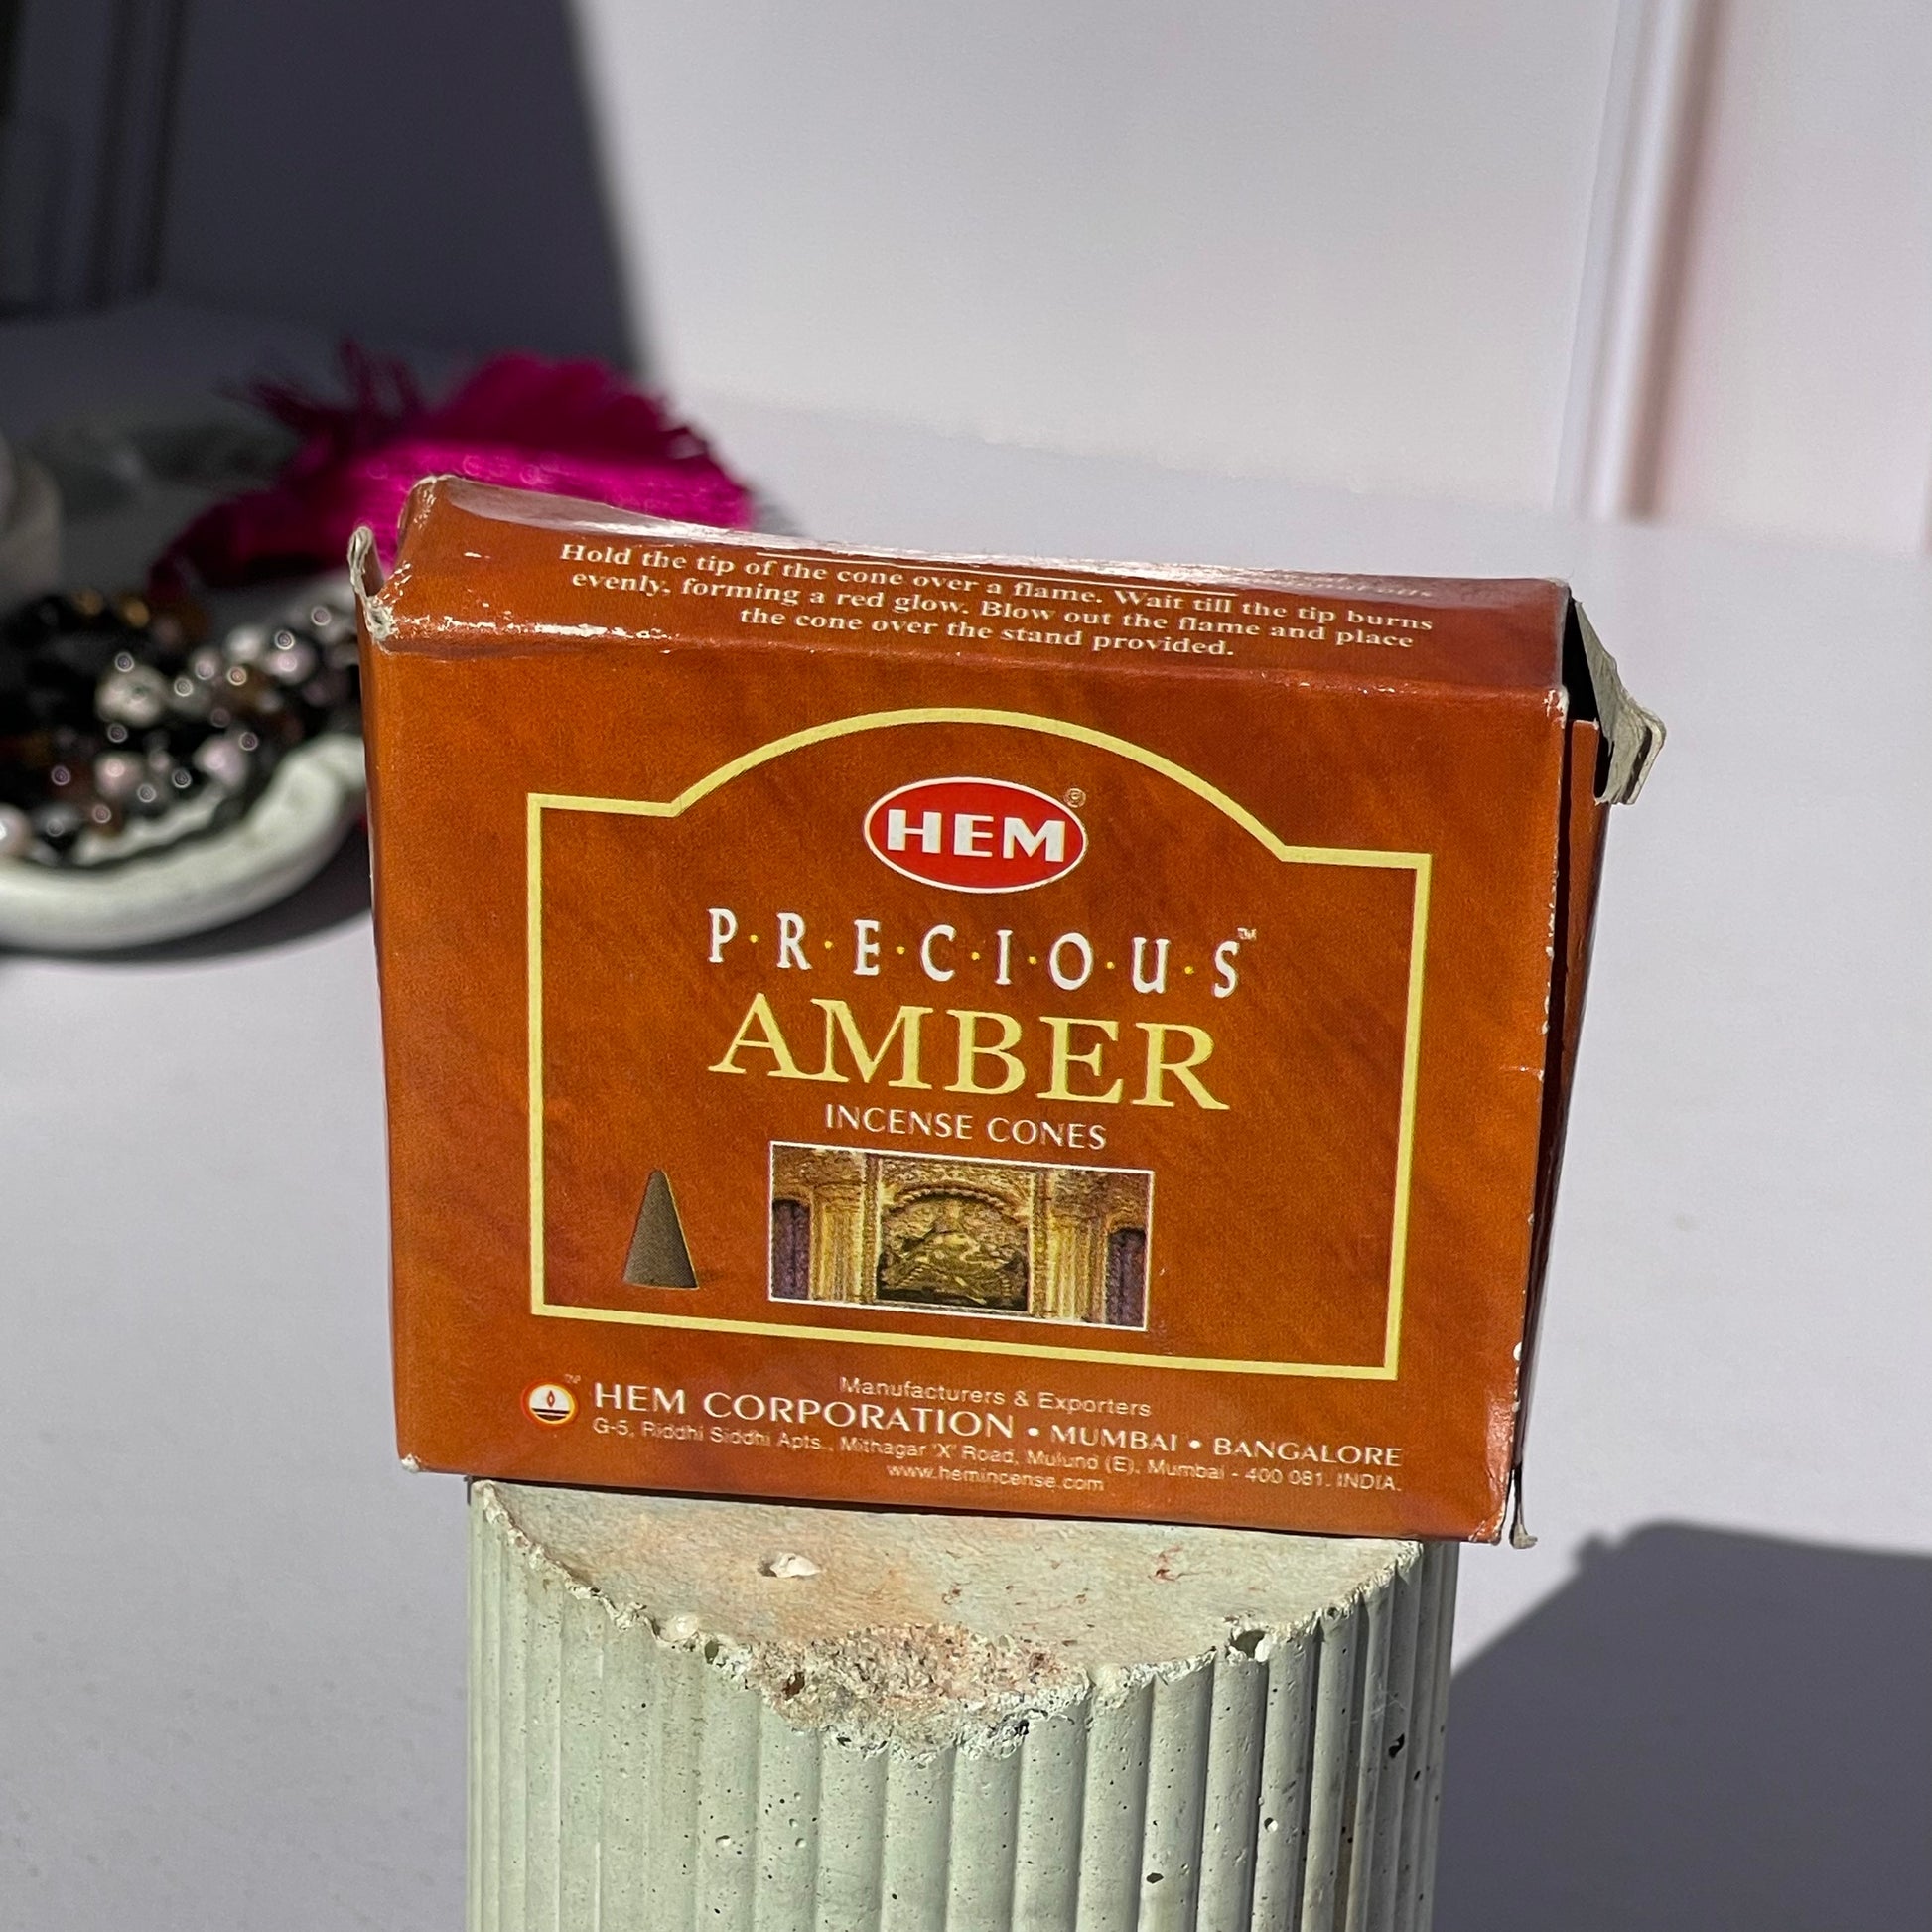 Hold the tip of the cone over a flame. Wait till the tip burns
evenly, forming a red glow. Blow out the flame and place
the cone over the stand provided.
HEM®
P·R·E·C·I·O·U·S™
AMBER
INCENSE CONES
Manufacturers & Exporters
HEM CORPORATION • MUMBAI • BANGALORE
G-5, Riddhi Siddhi Apts., Mithagar 'X' Road, Mulund (E), Mumbai - 400 081. INDIA.
www.hemincense.com